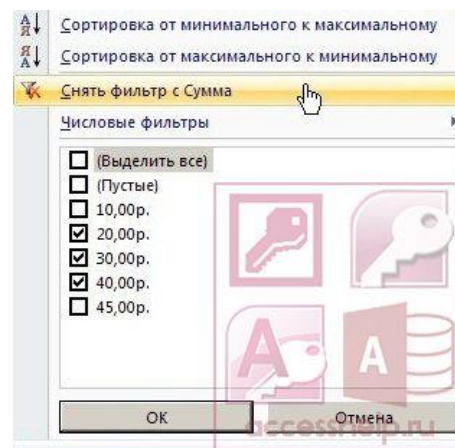 Сортировка от минимального к максимальному
Сортировка от максимального к минимальному
Снять фильтр с Сумма
Числовые фильтры
(Выделить все)
(Пустые)
10,00р.
20,00р.
30,00р.
40,00р.
45,00р.
ОК Отмена
accesshelp.ru